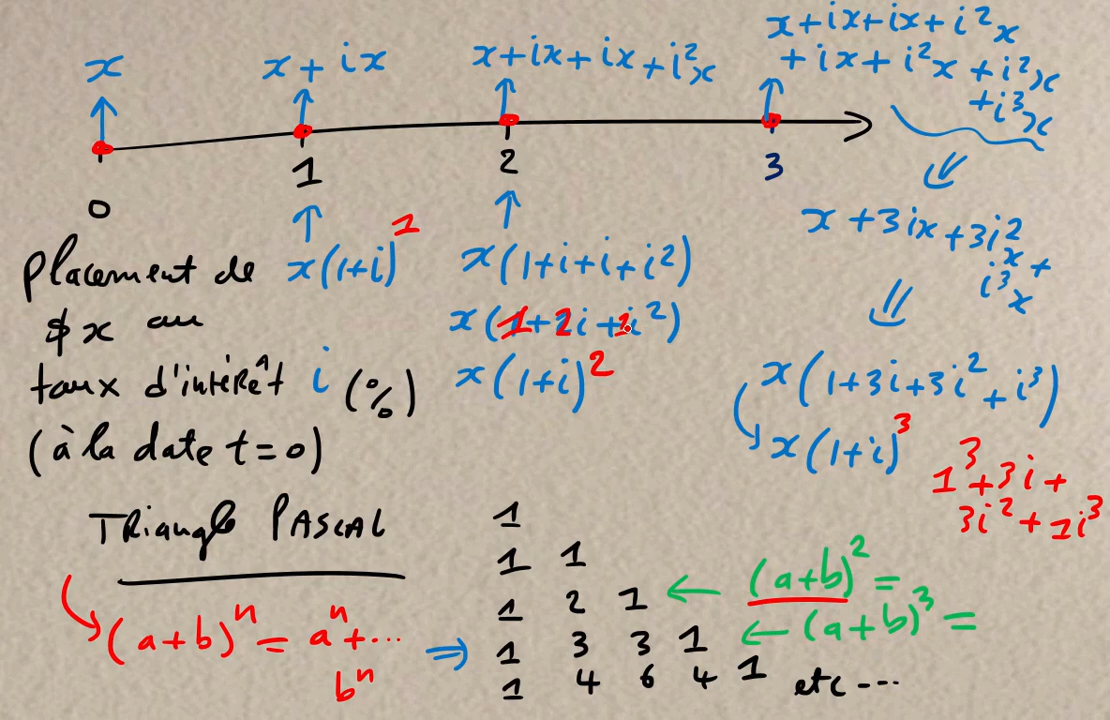 x
x + ix
x+ix+ix+i²x
x+ix+ix+i²x
+ix+i²x+i²x
+i³x
0
1
2
3
Placement de
$x au
taux d'intérêt i (%)
(à la date t=0)
x(1+i)¹
x(1+i+i+i²)
x(1+2i+1i²)
x(1+i)²
x+3ix+3i²x+
i³x
x(1+3i+3i²+i³)
x(1+i)³
1³+3i+
3i²+1i³
TRiangle PASCAL
(a+b)ⁿ = aⁿ+...
bⁿ
1
1 1
1 2 1 ← (a+b)² =
1 3 3 1 ← (a+b)³ =
1 4 6 4 1 etc ---